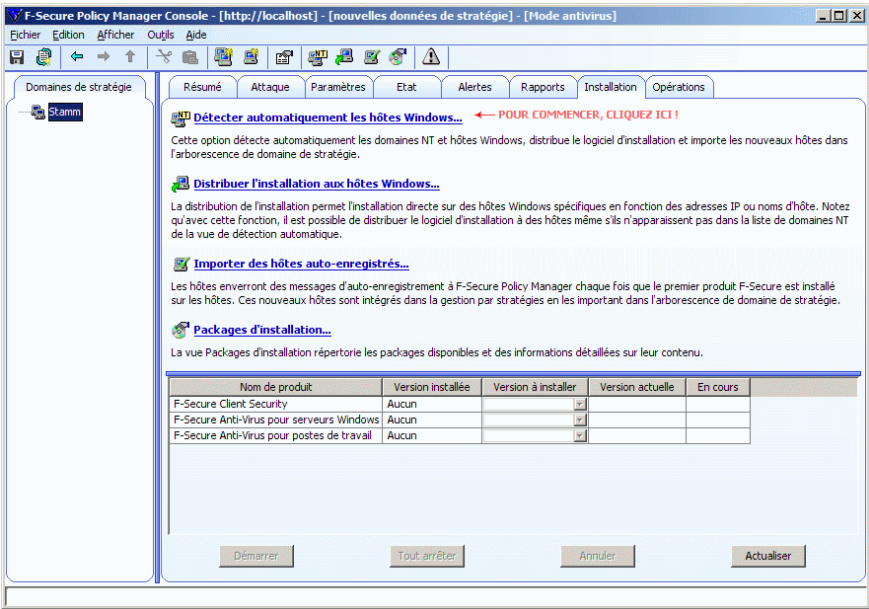 F-Secure Policy Manager Console - [http://localhost] - [nouvelles données de stratégie] - [Mode antivirus]
Fichier Edition Afficher Outils Aide
Domaines de stratégie
Résumé Attaque Paramètres Etat Alertes Rapports Installation Opérations
Stamm
NT Détecter automatiquement les hôtes Windows... POUR COMMENCER, CLIQUEZ ICI !
Cette option détecte automatiquement les domaines NT et hôtes Windows, distribue le logiciel d'installation et importe les nouveaux hôtes dans
l'arborescence de domaine de stratégie.
Distribuer l'installation aux hôtes Windows...
La distribution de l'installation permet l'installation directe sur des hôtes Windows spécifiques en fonction des adresses IP ou noms d'hôte. Notez
qu'avec cette fonction, il est possible de distribuer le logiciel d'installation à des hôtes même s'ils n'apparaissent pas dans la liste de domaines NT
de la vue de détection automatique.
Importer des hôtes auto-enregistrés...
Les hôtes enverront des messages d'auto-enregistrement à F-Secure Policy Manager chaque fois que le premier produit F-Secure est installé
sur les hôtes. Ces nouveaux hôtes sont intégrés dans la gestion par stratégies en les important dans l'arborescence de domaine de stratégie.
Packages d'installation...
La vue Packages d'installation répertorie les packages disponibles et des informations détaillées sur leur contenu.
Nom de produit Version installée Version à installer Version actuelle En cours
F-Secure Client Security Aucun
F-Secure Anti-Virus pour serveurs Windows Aucun
F-Secure Anti-Virus pour postes de travail Aucun
Démarrer Tout arrêter Annuler Actualiser